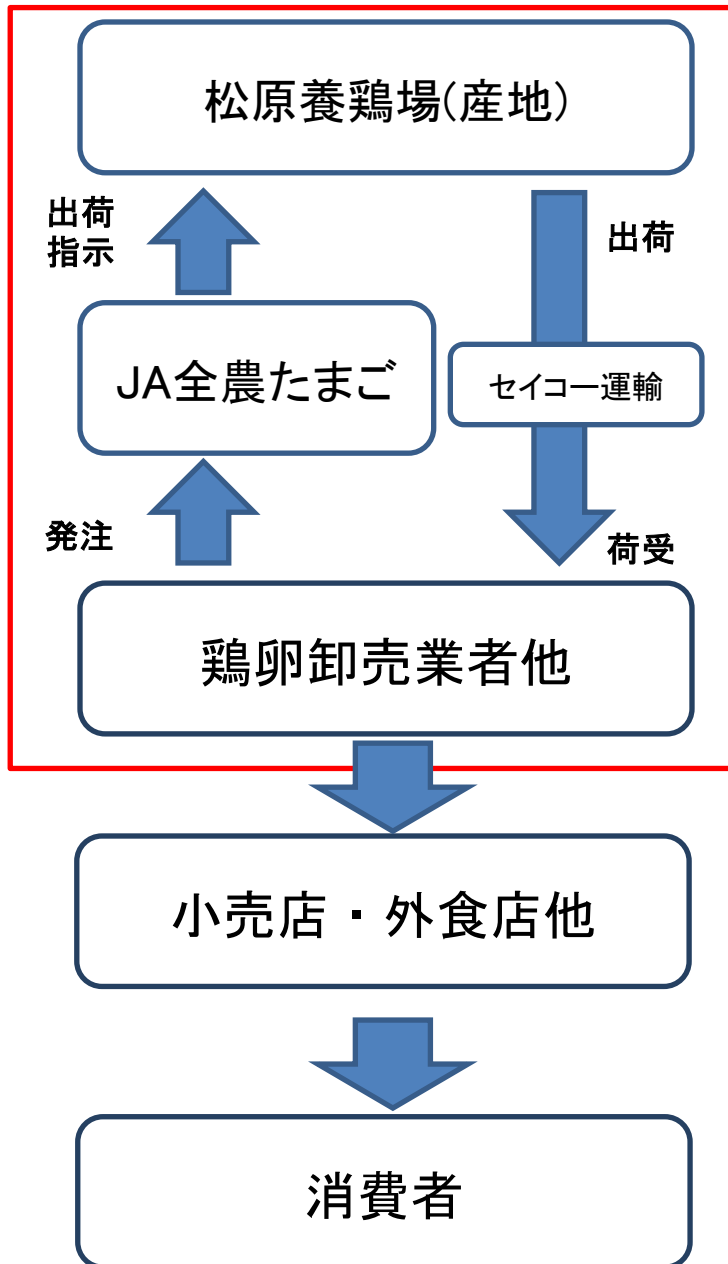 松原養鶏場(産地)
出荷
指示
出荷
JA全農たまご
セイコー運輸
発注
荷受
鶏卵卸売業者他
小売店・外食店他
消費者